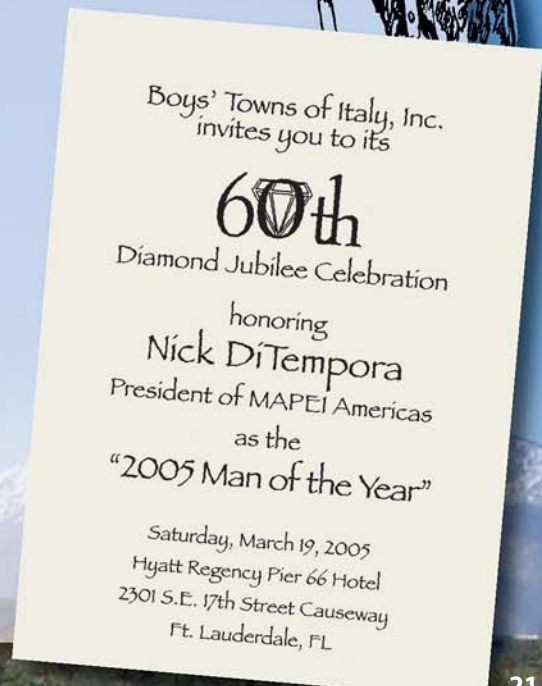 Boys' Towns of Italy, Inc.
invites you to its
60th
Diamond Jubilee Celebration
honoring
Nick DiTempora
President of MAPEI Americas
as the
"2005 Man of the Year"
Saturday, March 19, 2005
Hyatt Regency Pier 66 Hotel
2301 S.E. 17th Street Causeway
Ft. Lauderdale, FL
21